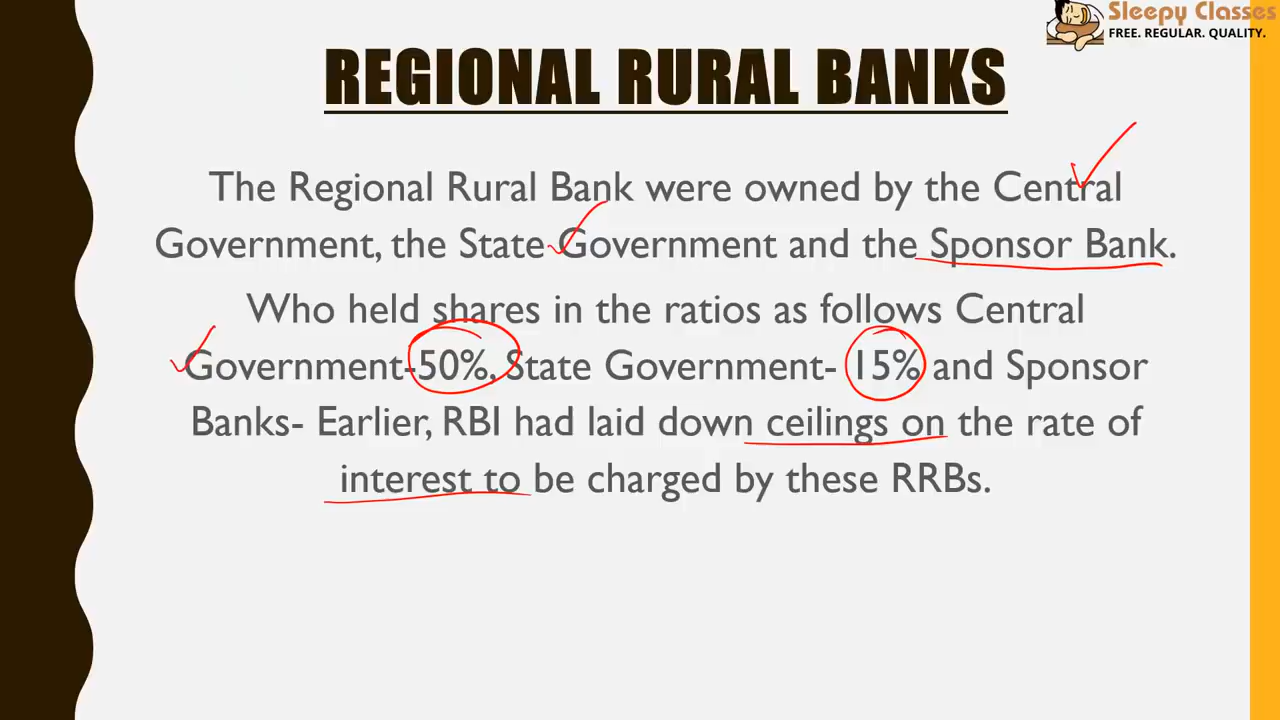 Sleepy Classes
FREE. REGULAR. QUALITY.
REGIONAL RURAL BANKS
The Regional Rural Bank were owned by the Central
Government, the State Government and the Sponsor Bank.
Who held shares in the ratios as follows Central
Government-50%, State Government- 15% and Sponsor
Banks- Earlier, RBI had laid down ceilings on the rate of
interest to be charged by these RRBs.